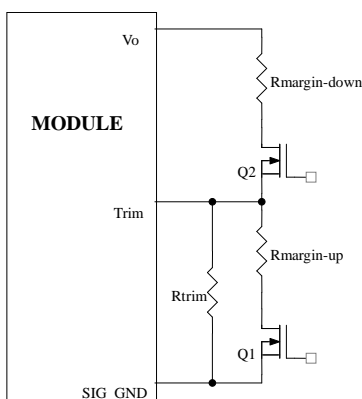 Vo
Rmargin-down
MODULE
Q2
Trim
Rmargin-up
Rtrim
Q1
SIG_GND